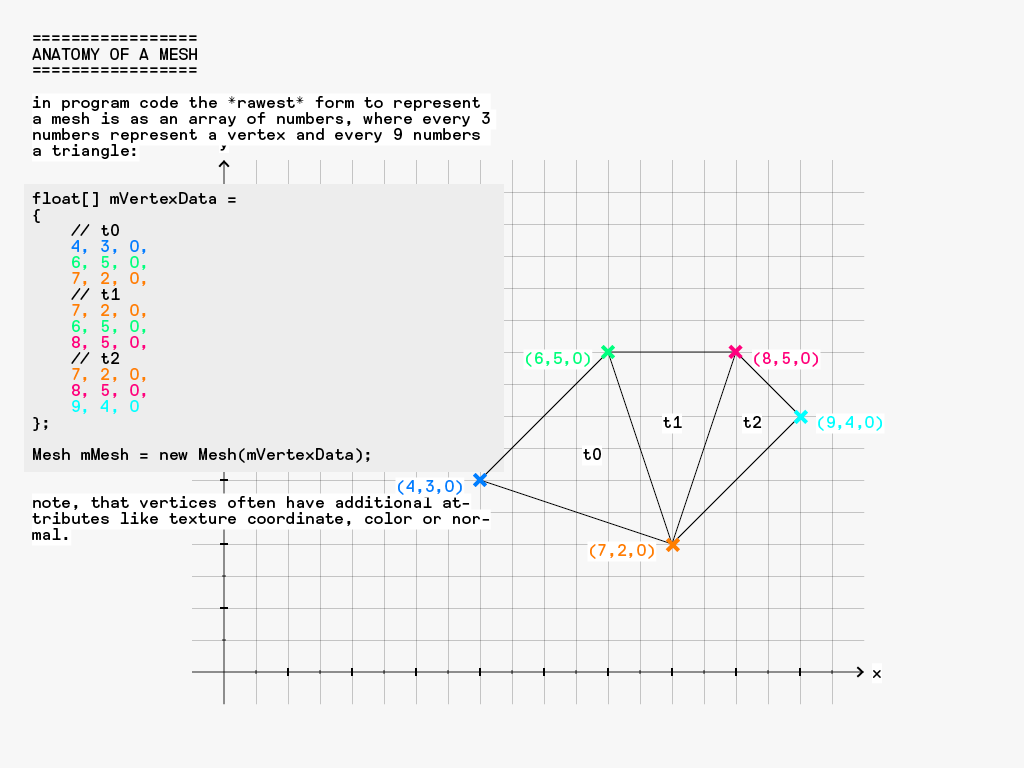 =================
ANATOMY OF A MESH
=================
in program code the *rawest* form to represent
a mesh is as an array of numbers, where every 3
numbers represent a vertex and every 9 numbers
a triangle:
float[] mVertexData =
{
// t0
4, 3, 0,
6, 5, 0,
7, 2, 0,
// t1
7, 2, 0,
6, 5, 0,
8, 5, 0,
// t2
7, 2, 0,
8, 5, 0,
9, 4, 0
};
Mesh mMesh = new Mesh(mVertexData);
note, that vertices often have additional at-
tributes like texture coordinate, color or nor-
mal.
(6,5,0)
(8,5,0)
t1
t2
(9,4,0)
t0
(4,3,0)
(7,2,0)
x